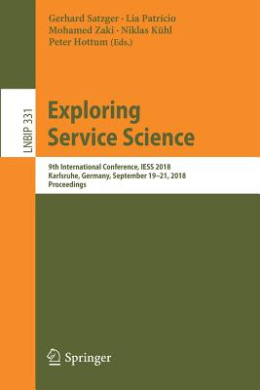 Gerhard Satzger · Lia Patrício
Mohamed Zaki · Niklas Kühl
Peter Hottum (Eds.)
LNBIP 331
Exploring
Service Science
9th International Conference, IESS 2018
Karlsruhe, Germany, September 19–21, 2018
Proceedings
Springer